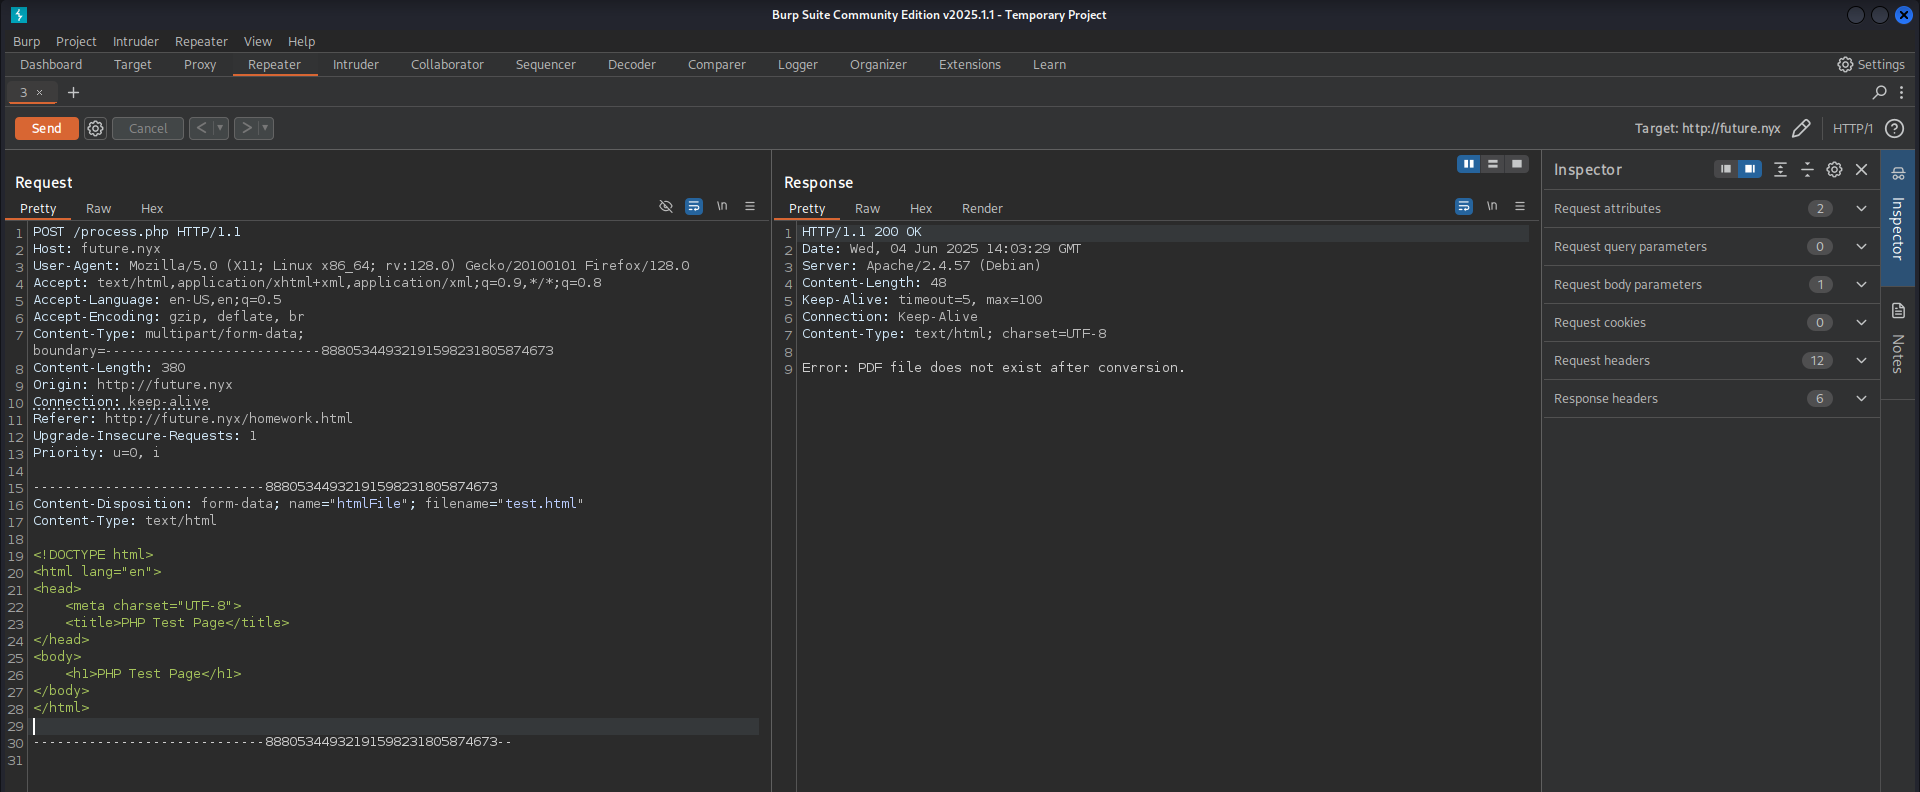 Burp Suite Community Edition v2025.1.1 - Temporary Project
Burp Project Intruder Repeater View Help
Dashboard Target Proxy Repeater Intruder Collaborator Sequencer Decoder Comparer Logger Organizer Extensions Learn Settings
3 × +
Send Cancel < > Target: http://future.nyx HTTP/1 ?
Request
Pretty Raw Hex \n
1 POST /process.php HTTP/1.1
2 Host: future.nyx
3 User-Agent: Mozilla/5.0 (X11; Linux x86_64; rv:128.0) Gecko/20100101 Firefox/128.0
4 Accept: text/html,application/xhtml+xml,application/xml;q=0.9,*/*;q=0.8
5 Accept-Language: en-US,en;q=0.5
6 Accept-Encoding: gzip, deflate, br
7 Content-Type: multipart/form-data;
boundary=---------------------------88805344932191598231805874673
8 Content-Length: 380
9 Origin: http://future.nyx
10 Connection: keep-alive
11 Referer: http://future.nyx/homework.html
12 Upgrade-Insecure-Requests: 1
13 Priority: u=0, i
14
15 -----------------------------88805344932191598231805874673
16 Content-Disposition: form-data; name="htmlFile"; filename="test.html"
17 Content-Type: text/html
18
19 <!DOCTYPE html>
20 <html lang="en">
21 <head>
22     <meta charset="UTF-8">
23     <title>PHP Test Page</title>
24 </head>
25 <body>
26     <h1>PHP Test Page</h1>
27 </body>
28 </html>
29
30 -----------------------------88805344932191598231805874673--
31
Response
Pretty Raw Hex Render \n
1 HTTP/1.1 200 OK
2 Date: Wed, 04 Jun 2025 14:03:29 GMT
3 Server: Apache/2.4.57 (Debian)
4 Content-Length: 48
5 Keep-Alive: timeout=5, max=100
6 Connection: Keep-Alive
7 Content-Type: text/html; charset=UTF-8
8
9 Error: PDF file does not exist after conversion.
Inspector
Request attributes 2
Request query parameters 0
Request body parameters 1
Request cookies 0
Request headers 12
Response headers 6
Inspector
Notes